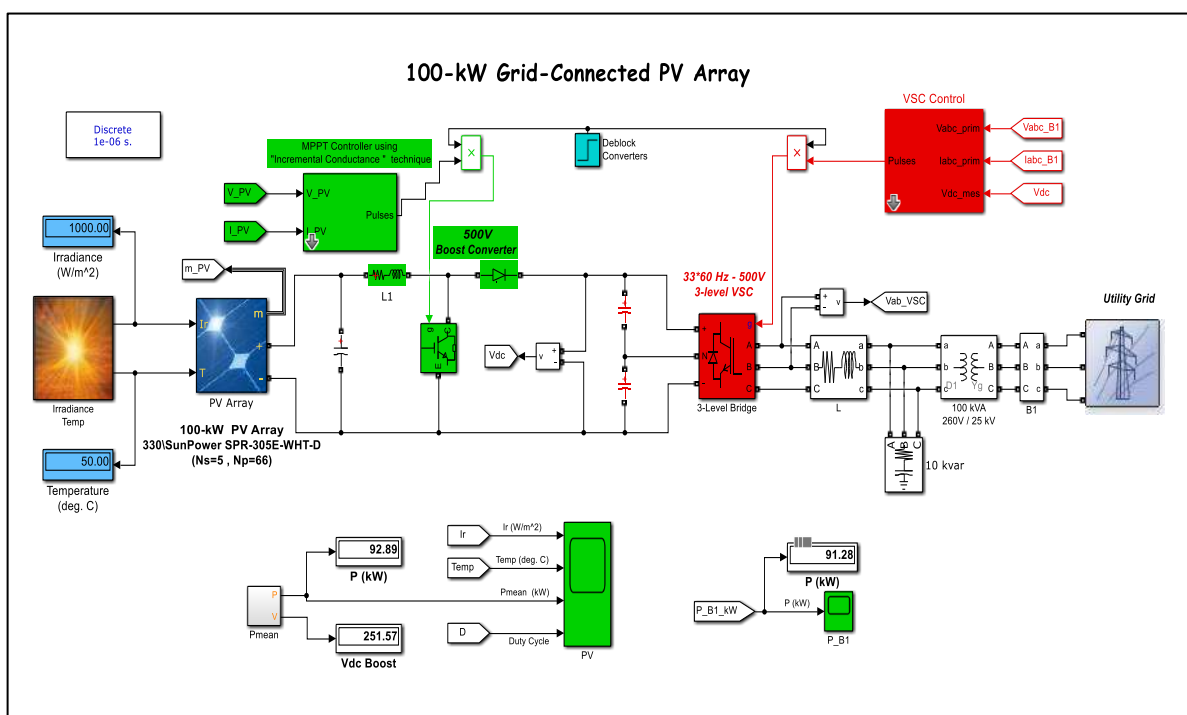 100-kW Grid-Connected PV Array
Discrete
1e-06 s.
MPPT Controller using
"Incremental Conductance " technique
V_PV
I_PV
V_PV
I_PV
Pulses
×
Deblock
Converters
×
VSC Control
Vabc_prim
Iabc_prim
Vdc_mes
Pulses
Vabc_B1
Iabc_B1
Vdc
1000.00
Irradiance
(W/m^2)
m_PV
Irradiance
Temp
Ir
T
m
+
-
PV Array
100-kW PV Array
330\SunPower SPR-305E-WHT-D
(Ns=5 , Np=66)
50.00
Temperature
(deg. C)
L1
500V
Boost Converter
g
C
E
Vdc
v
+
-
33*60 Hz - 500V
3-level VSC
g
+
N
-
A
B
C
3-Level Bridge
+
-
v
Vab_VSC
A
B
C
a
b
c
L
A
B
C
10 kvar
a
b
c
A
B
C
D1
Yg
100 kVA
260V / 25 kV
A
B
C
a
b
c
B1
Utility Grid
P
V
Pmean
92.89
P (kW)
251.57
Vdc Boost
Ir
Temp
D
Ir (W/m^2)
Temp (deg. C)
Pmean (kW)
Duty Cycle
PV
P_B1_kW
P (kW)
91.28
P (kW)
P_B1